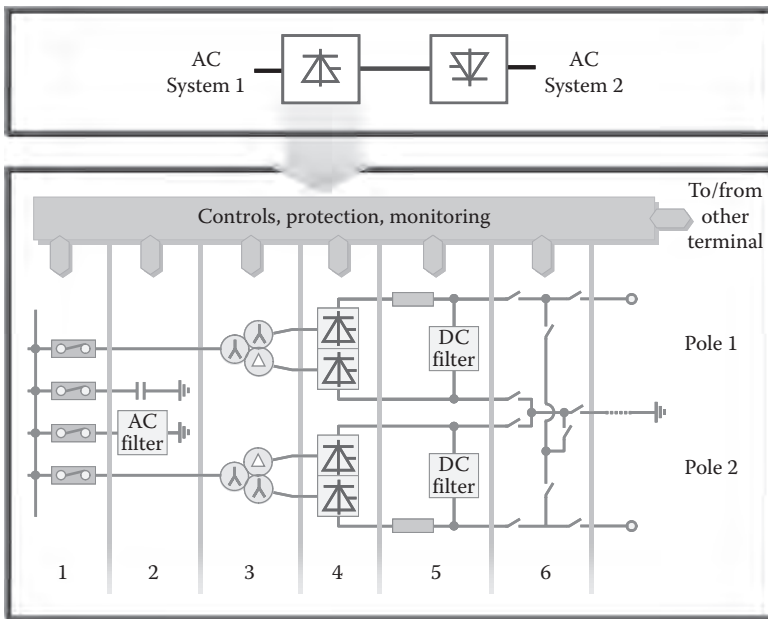 AC
System 1
AC
System 2
Controls, protection, monitoring
To/from
other
terminal
DC
filter
Pole 1
AC
filter
DC
filter
Pole 2
1 2 3 4 5 6